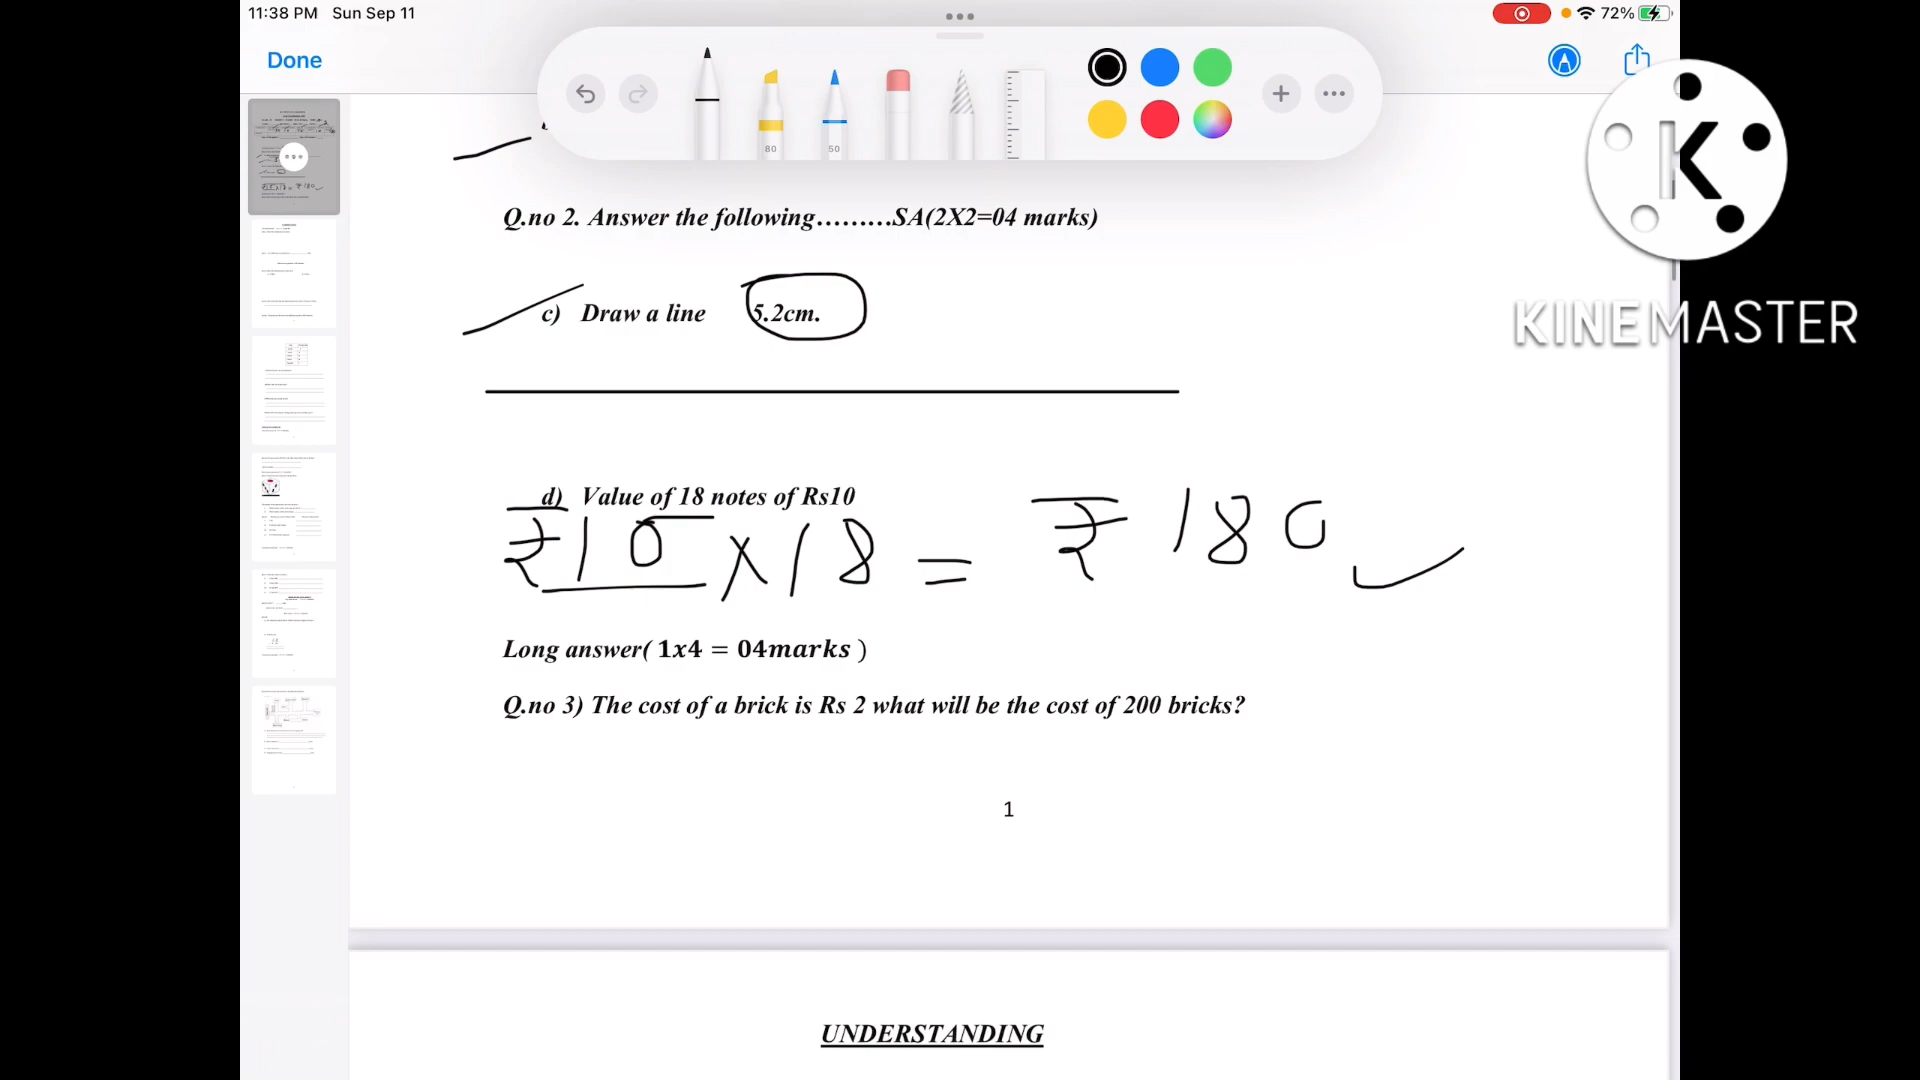 11:38 PM Sun Sep 11
72%
Done
80
50
K
KINEMASTER
Q.no 2. Answer the following.........SA(2X2=04 marks)
c) Draw a line 5.2cm.
d) Value of 18 notes of Rs10
₹10 x 18 = ₹ 180
Long answer( 1x4 = 04marks )
Q.no 3) The cost of a brick is Rs 2 what will be the cost of 200 bricks?
1
UNDERSTANDING